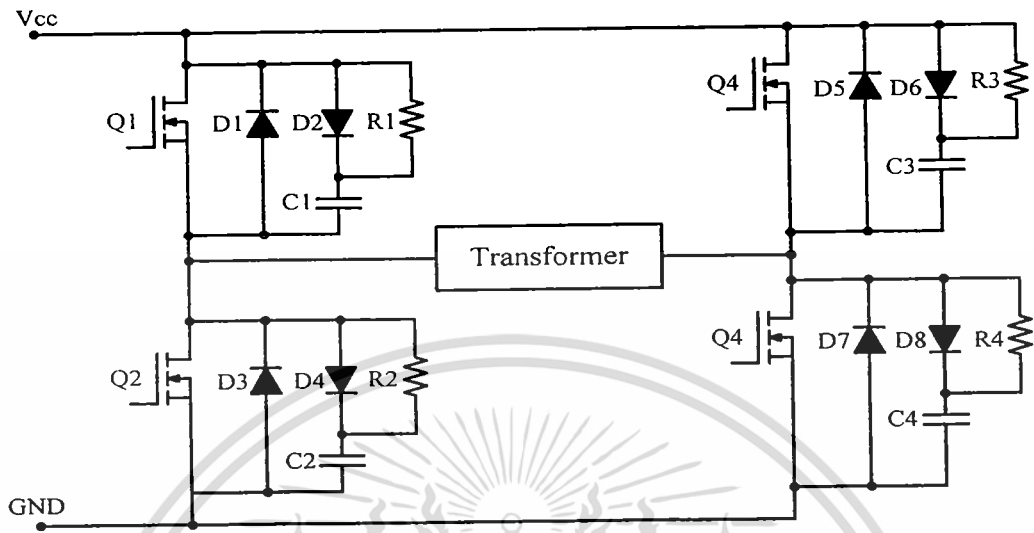 Vcc
Q1
D1
D2
R1
C1
Q4
D5
D6
R3
C3
Transformer
Q2
D3
D4
R2
C2
Q4
D7
D8
R4
C4
GND